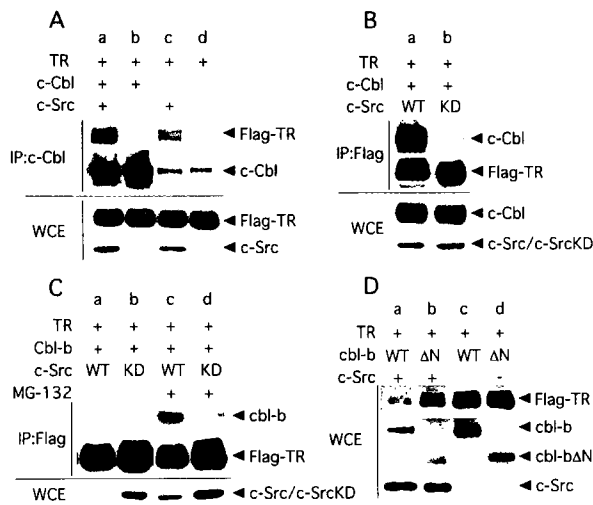 A
a b c d
TR + + + +
c-Cbl + +
c-Src + +
IP:c-Cbl
Flag-TR
c-Cbl
WCE
Flag-TR
c-Src
B
a b
TR + +
c-Cbl + +
c-Src WT KD
IP:Flag
c-Cbl
Flag-TR
WCE
c-Cbl
c-Src/c-SrcKD
C
a b c d
TR + + + +
Cbl-b + + + +
c-Src WT KD WT KD
MG-132 + +
IP:Flag
cbl-b
Flag-TR
WCE
c-Src/c-SrcKD
D
a b c d
TR + + + +
cbl-b WT ΔN WT ΔN
c-Src + + -
WCE
Flag-TR
cbl-b
cbl-bΔN
c-Src